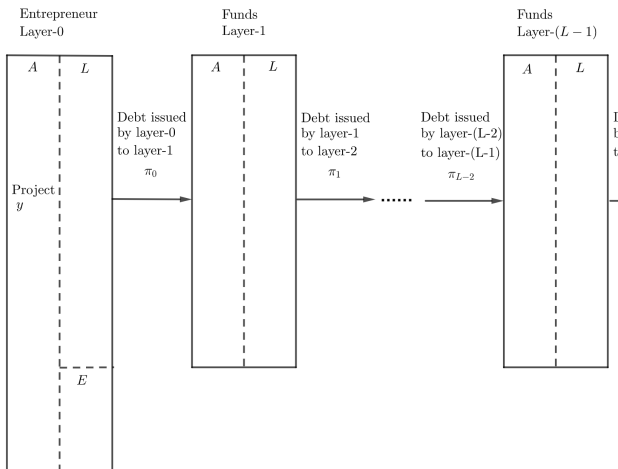 Entrepreneur
Layer-0
Funds
Layer-1
Funds
Layer-(L − 1)
A
L
A
L
A
L
Debt issued
by layer-0
to layer-1
π₀
Debt issued
by layer-1
to layer-2
π₁
Debt issued
by layer-(L-2)
to layer-(L-1)
π_{L−2}
Project
y
......
E